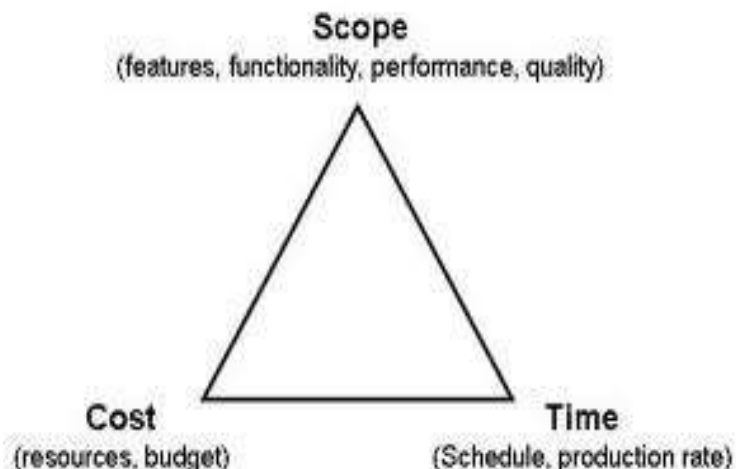 Scope
(features, functionality, performance, quality)
Cost
(resources, budget)
Time
(Schedule, production rate)